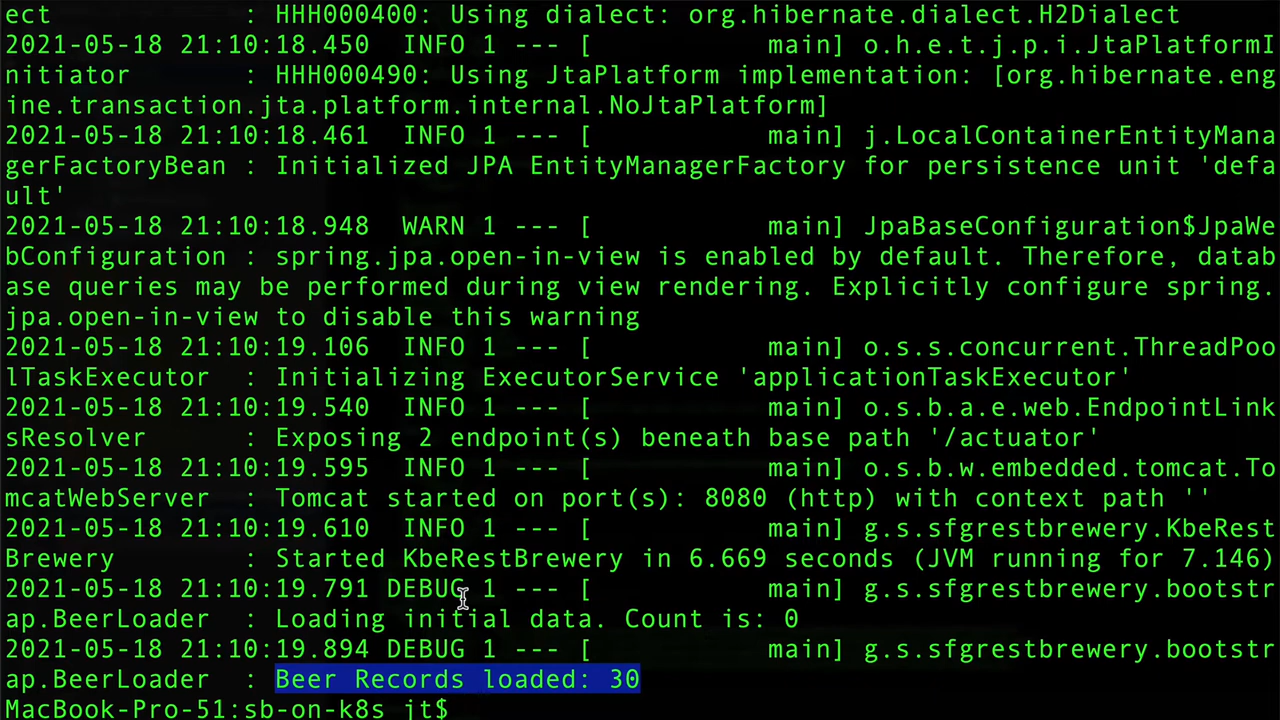 ect          : HHH000400: Using dialect: org.hibernate.dialect.H2Dialect
2021-05-18 21:10:18.450  INFO 1 --- [           main] o.h.e.t.j.p.i.JtaPlatformI
nitiator       : HHH000490: Using JtaPlatform implementation: [org.hibernate.eng
ine.transaction.jta.platform.internal.NoJtaPlatform]
2021-05-18 21:10:18.461  INFO 1 --- [           main] j.LocalContainerEntityMana
gerFactoryBean : Initialized JPA EntityManagerFactory for persistence unit 'defa
ult'
2021-05-18 21:10:18.948  WARN 1 --- [           main] JpaBaseConfiguration$JpaWe
bConfiguration : spring.jpa.open-in-view is enabled by default. Therefore, datab
ase queries may be performed during view rendering. Explicitly configure spring.
jpa.open-in-view to disable this warning
2021-05-18 21:10:19.106  INFO 1 --- [           main] o.s.s.concurrent.ThreadPoo
lTaskExecutor  : Initializing ExecutorService 'applicationTaskExecutor'
2021-05-18 21:10:19.540  INFO 1 --- [           main] o.s.b.a.e.web.EndpointLink
sResolver      : Exposing 2 endpoint(s) beneath base path '/actuator'
2021-05-18 21:10:19.595  INFO 1 --- [           main] o.s.b.w.embedded.tomcat.To
mcatWebServer  : Tomcat started on port(s): 8080 (http) with context path ''
2021-05-18 21:10:19.610  INFO 1 --- [           main] g.s.sfgrestbrewery.KbeRest
Brewery        : Started KbeRestBrewery in 6.669 seconds (JVM running for 7.146)
2021-05-18 21:10:19.791 DEBUG 1 --- [           main] g.s.sfgrestbrewery.bootstr
ap.BeerLoader  : Loading initial data. Count is: 0
2021-05-18 21:10:19.894 DEBUG 1 --- [           main] g.s.sfgrestbrewery.bootstr
ap.BeerLoader  : Beer Records loaded: 30
MacBook-Pro-51:sb-on-k8s jt$